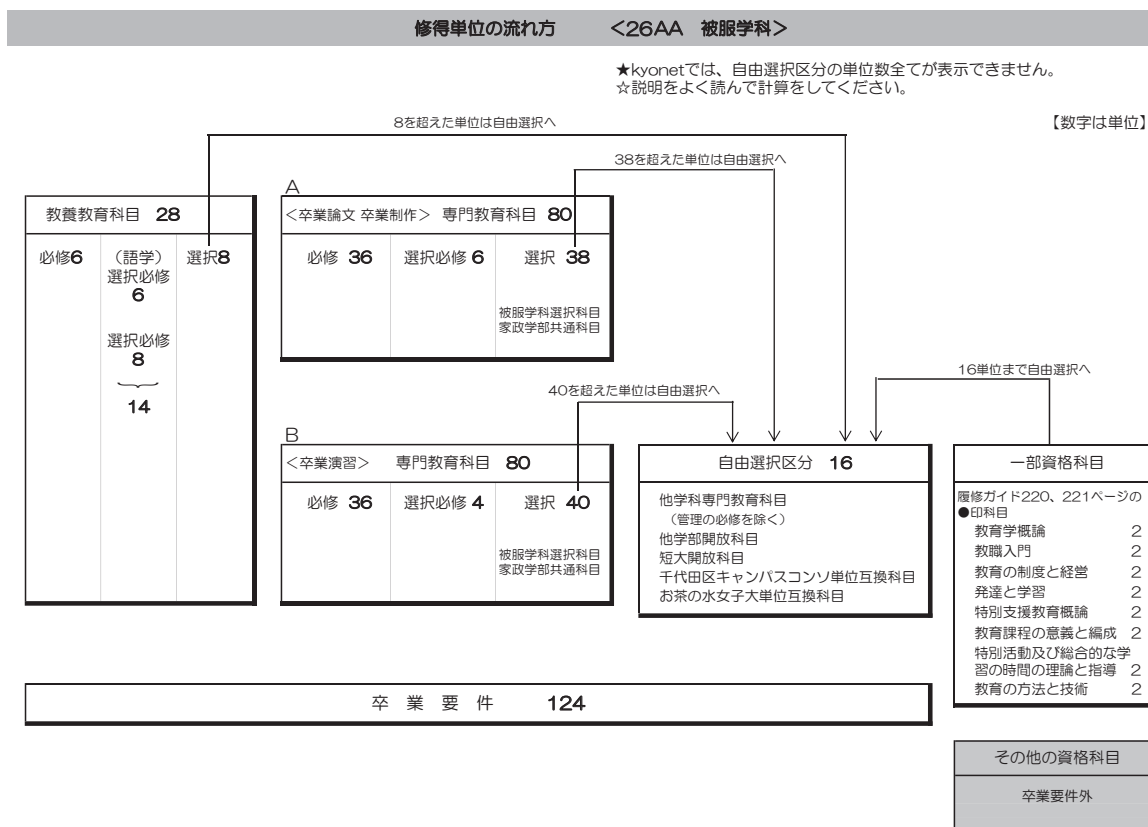 修得単位の流れ方　　＜26AA　被服学科＞
★kyonetでは、自由選択区分の単位数全てが表示できません。
☆説明をよく読んで計算をしてください。
【数字は単位】
8を超えた単位は自由選択へ
38を超えた単位は自由選択へ
教養教育科目　28
必修6
（語学）
選択必修
6
選択必修
8
14
選択8
A
＜卒業論文 卒業制作＞ 専門教育科目 80
必修 36
選択必修 6
選択 38
被服学科選択科目
家政学部共通科目
40を超えた単位は自由選択へ
16単位まで自由選択へ
B
＜卒業演習＞　専門教育科目　80
必修 36
選択必修 4
選択 40
被服学科選択科目
家政学部共通科目
自由選択区分　16
他学科専門教育科目
（管理の必修を除く）
他学部開放科目
短大開放科目
千代田区キャンパスコンソ単位互換科目
お茶の水女子大単位互換科目
一部資格科目
履修ガイド220、221ページの
●印科目
教育学概論　2
教職入門　2
教育の制度と経営　2
発達と学習　2
特別支援教育概論　2
教育課程の意義と編成　2
特別活動及び総合的な学
習の時間の理論と指導　2
教育の方法と技術　2
卒　業　要　件　　124
その他の資格科目
卒業要件外